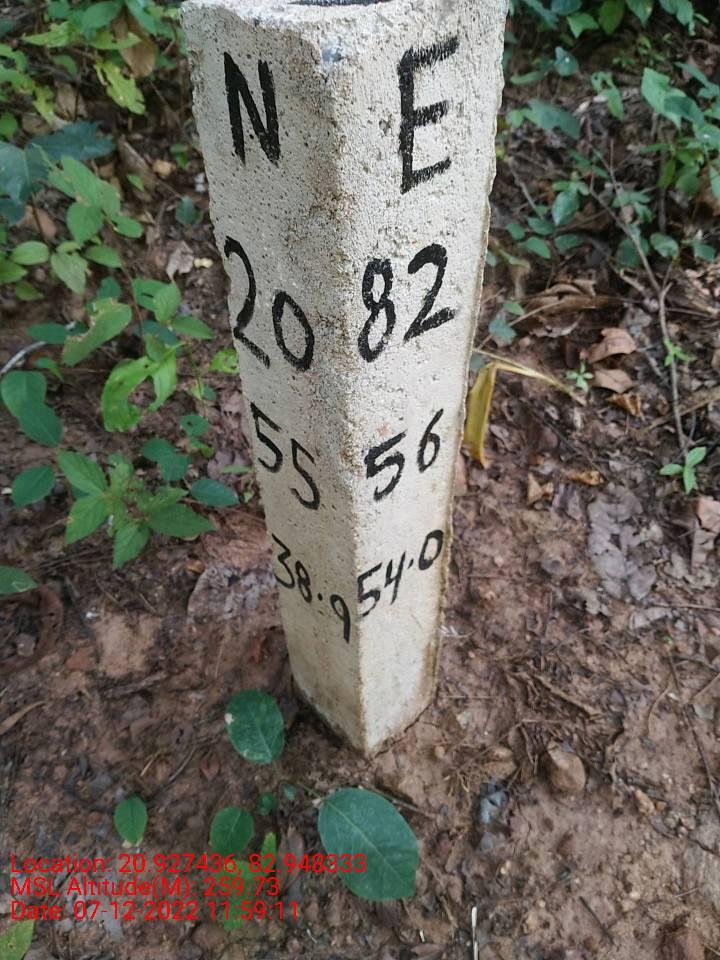 N E
20 82
55 56
38.9 54.0
Location: 20.927436, 82.948333
MSL Altitude(M): 259.73
Date: 07-12-2022 11:59:11